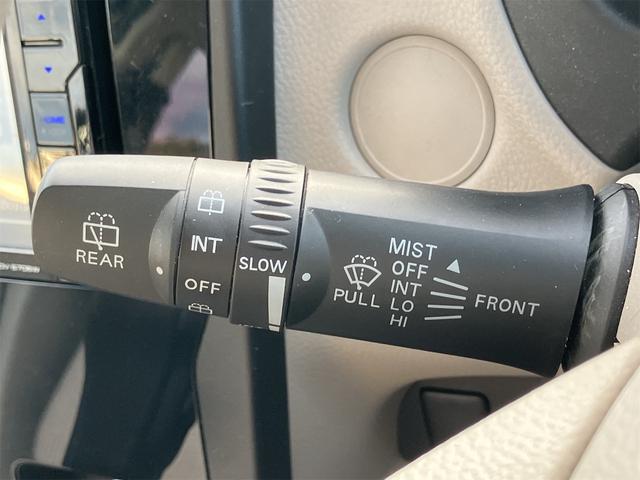 REAR
INT
OFF
SLOW
PULL
MIST
OFF
INT
LO
HI
FRONT